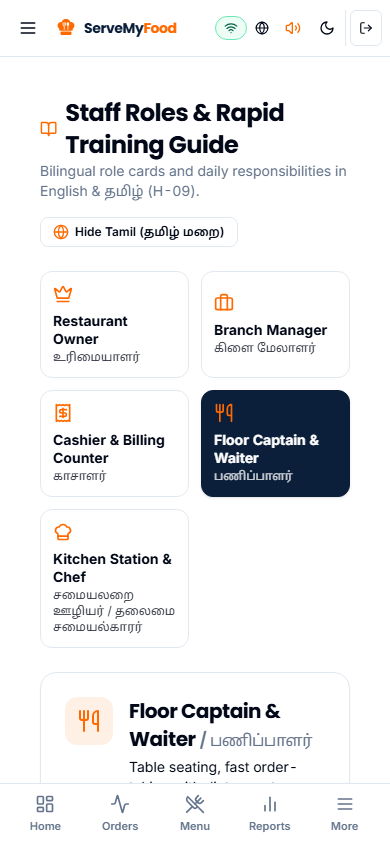 ServeMyFood
Staff Roles & Rapid
Training Guide
Bilingual role cards and daily responsibilities in
English & தமிழ் (H-09).
Hide Tamil (தமிழ் மறை)
Restaurant
Owner
உரிமையாளர்
Branch Manager
கிளை மேலாளர்
Cashier & Billing
Counter
காசாளர்
Floor Captain &
Waiter
பணிப்பாளர்
Kitchen Station &
Chef
சமையலறை
ஊழியர் / தலைமை
சமையல்காரர்
Floor Captain &
Waiter / பணிப்பாளர்
Table seating, fast order-
Home
Orders
Menu
Reports
More